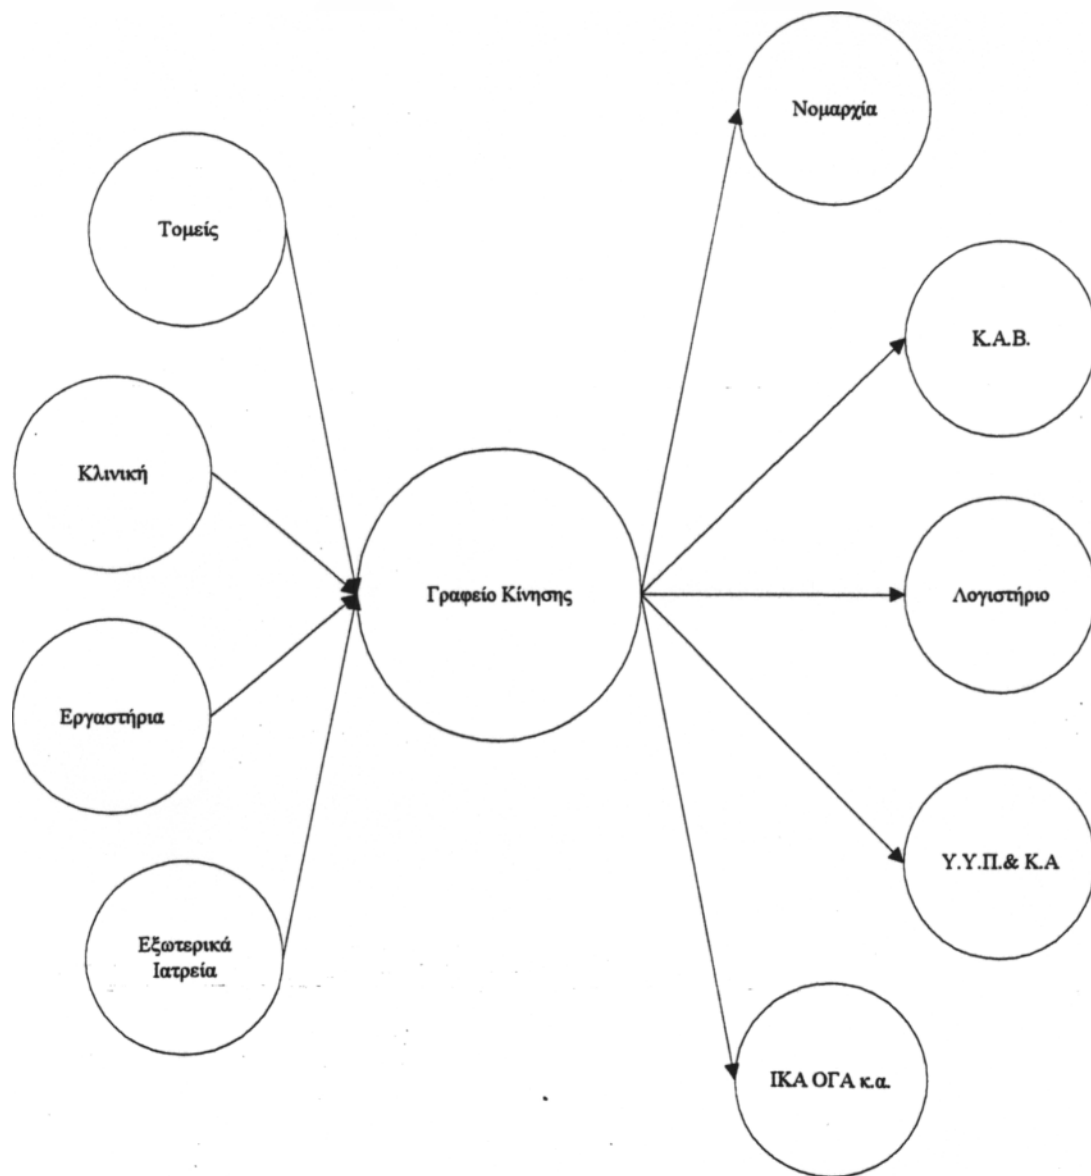 Νομαρχία
Τομείς
Κ.Α.Β.
Κλινική
Γραφείο Κίνησης
Λογιστήριο
Εργαστήρια
Υ.Υ.Π.& Κ.Α
Εξωτερικά
Ιατρεία
ΙΚΑ ΟΓΑ κ.α.